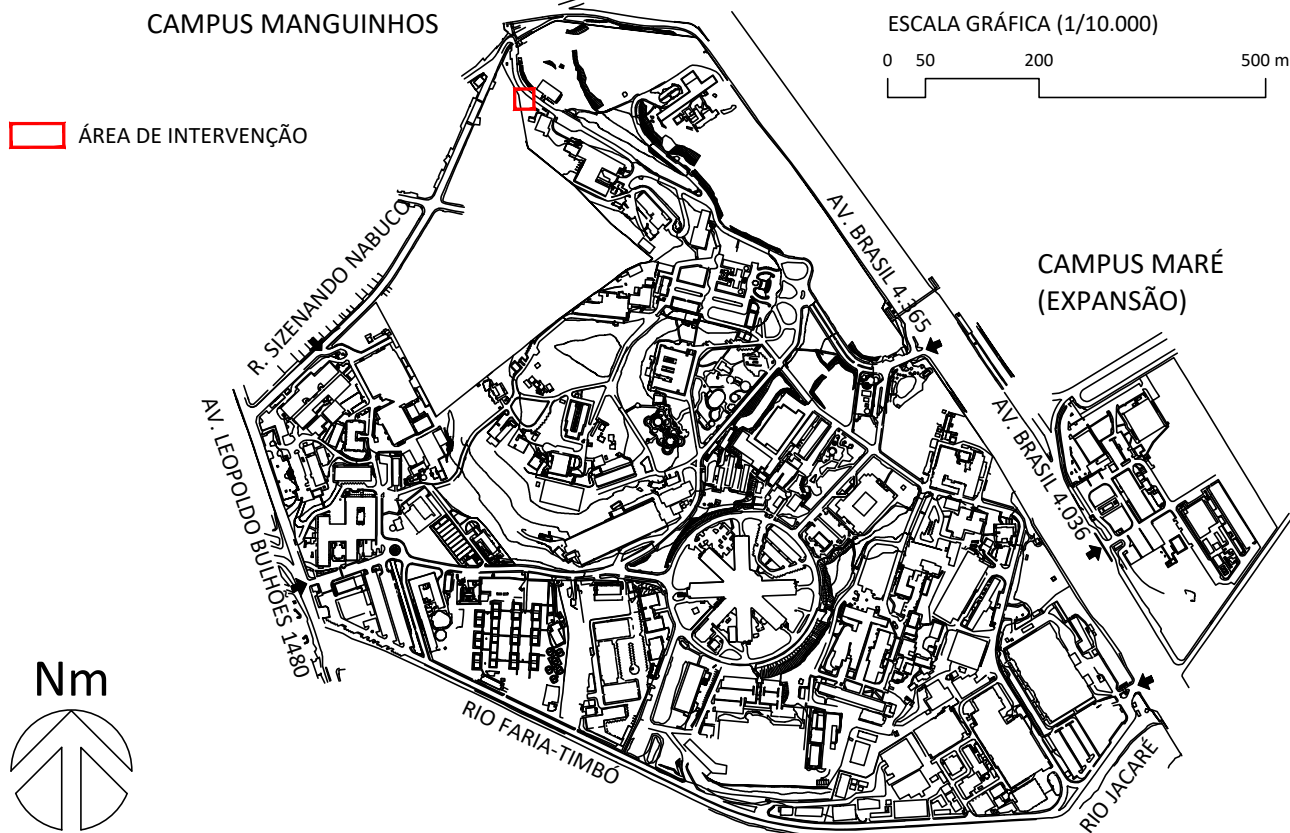 CAMPUS MANGUINHOS
ESCALA GRÁFICA (1/10.000)
0 50 200 500 m
ÁREA DE INTERVENÇÃO
R. SIZENANDO NABUCO
AV. BRASIL 4.365
CAMPUS MARÉ
(EXPANSÃO)
AV. LEOPOLDO BULHÕES 1480
AV. BRASIL 4.036
Nm
RIO FARIA-TIMBÓ
RIO JACARÉ